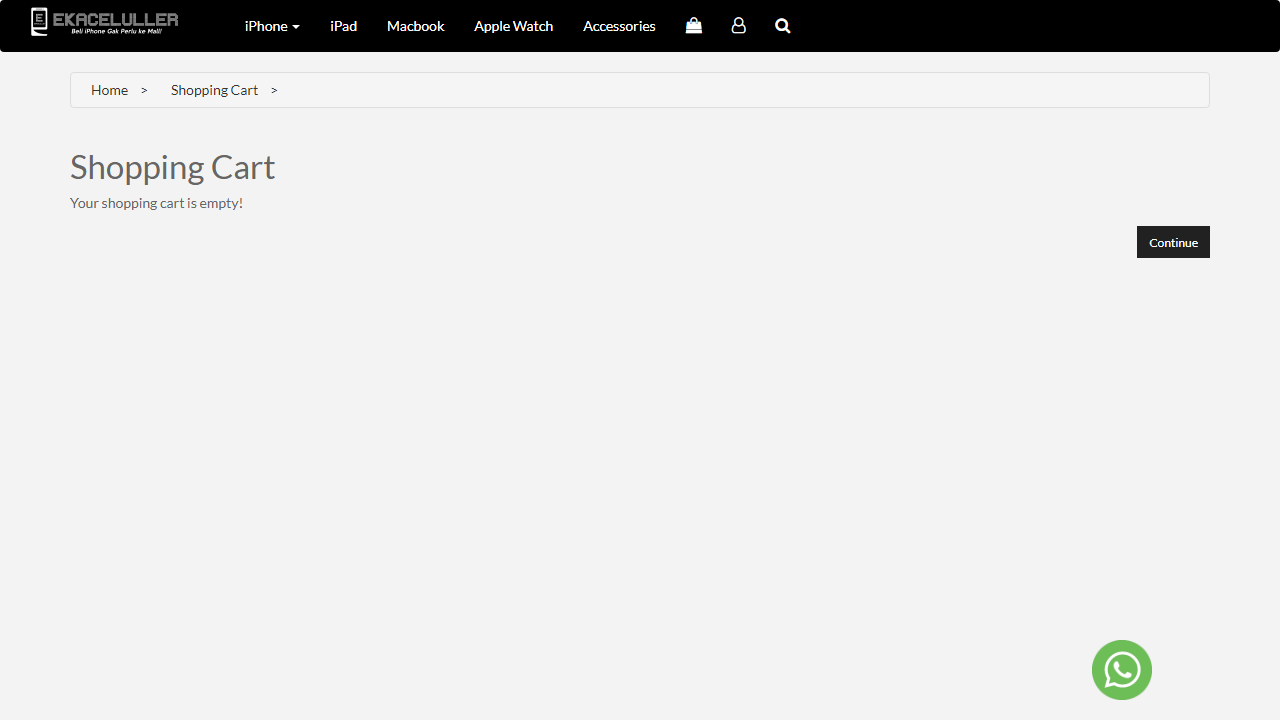 E EKACELULLER
Beli iPhone Gak Perlu ke Mall!
iPhone iPad Macbook Apple Watch Accessories
Home > Shopping Cart >
Shopping Cart
Your shopping cart is empty!
Continue